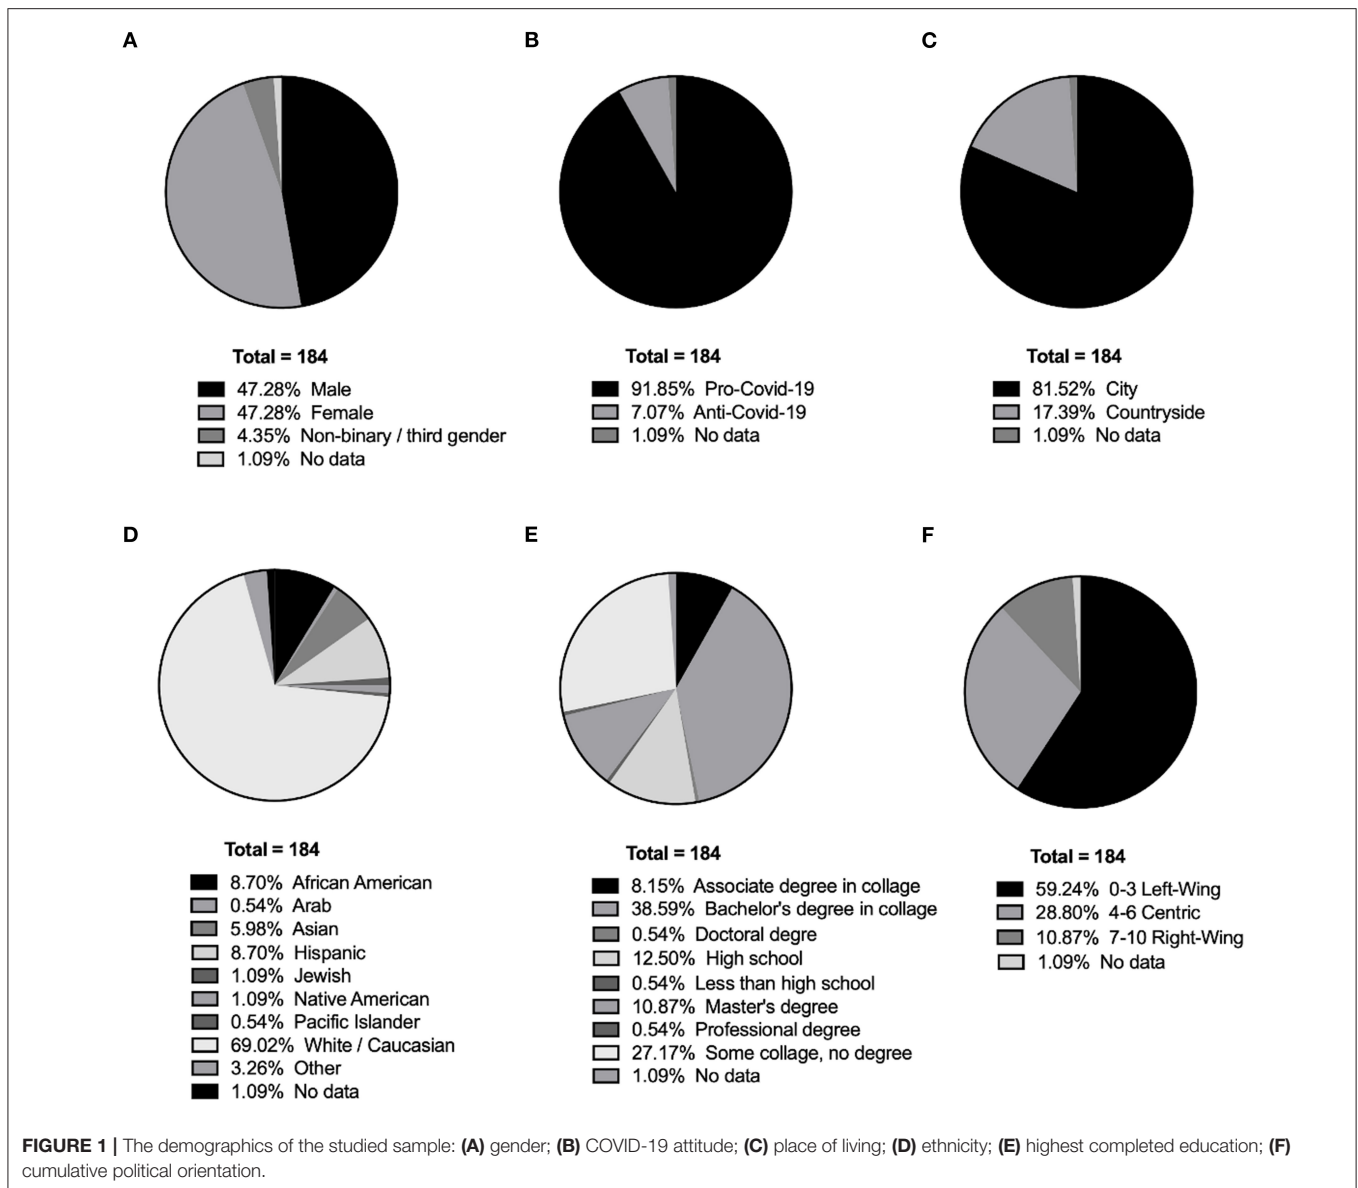 A
B
C
Total = 184
47.28% Male
47.28% Female
4.35% Non-binary / third gender
1.09% No data
Total = 184
91.85% Pro-Covid-19
7.07% Anti-Covid-19
1.09% No data
Total = 184
81.52% City
17.39% Countryside
1.09% No data
D
E
F
Total = 184
8.70% African American
0.54% Arab
5.98% Asian
8.70% Hispanic
1.09% Jewish
1.09% Native American
0.54% Pacific Islander
69.02% White / Caucasian
3.26% Other
1.09% No data
Total = 184
8.15% Associate degree in collage
38.59% Bachelor's degree in collage
0.54% Doctoral degre
12.50% High school
0.54% Less than high school
10.87% Master's degree
0.54% Professional degree
27.17% Some collage, no degree
1.09% No data
Total = 184
59.24% 0-3 Left-Wing
28.80% 4-6 Centric
10.87% 7-10 Right-Wing
1.09% No data
FIGURE 1 | The demographics of the studied sample: (A) gender; (B) COVID-19 attitude; (C) place of living; (D) ethnicity; (E) highest completed education; (F)
cumulative political orientation.